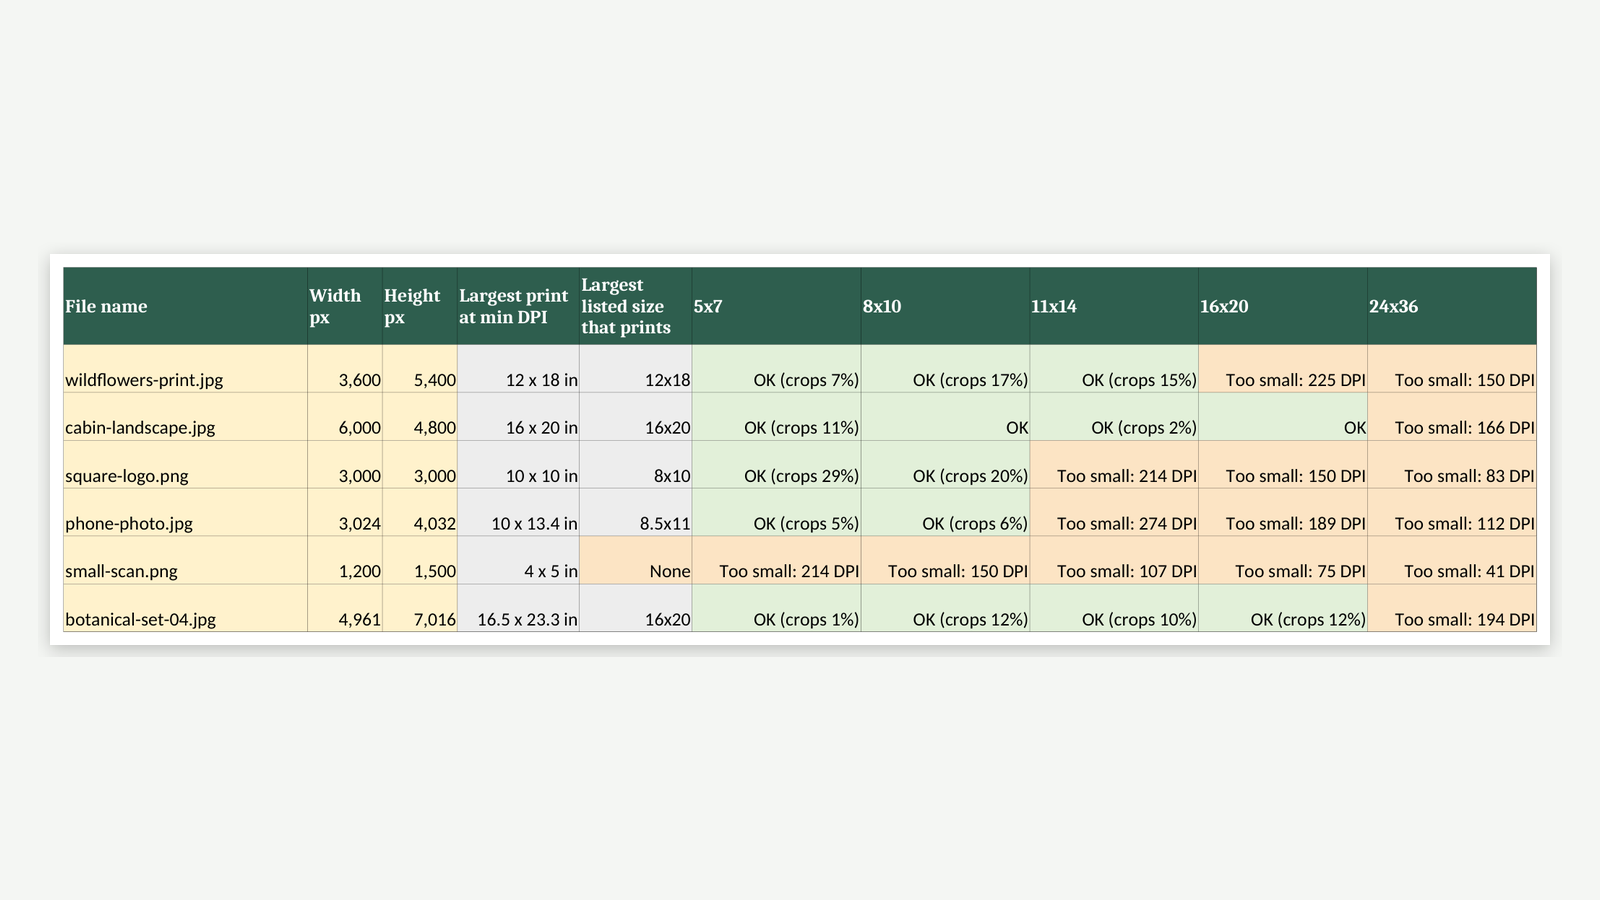 File name Width px Height px Largest print at min DPI Largest listed size that prints 5x7 8x10 11x14 16x20 24x36
wildflowers-print.jpg 3,600 5,400 12 x 18 in 12x18 OK (crops 7%) OK (crops 17%) OK (crops 15%) Too small: 225 DPI Too small: 150 DPI
cabin-landscape.jpg 6,000 4,800 16 x 20 in 16x20 OK (crops 11%) OK OK (crops 2%) OK Too small: 166 DPI
square-logo.png 3,000 3,000 10 x 10 in 8x10 OK (crops 29%) OK (crops 20%) Too small: 214 DPI Too small: 150 DPI Too small: 83 DPI
phone-photo.jpg 3,024 4,032 10 x 13.4 in 8.5x11 OK (crops 5%) OK (crops 6%) Too small: 274 DPI Too small: 189 DPI Too small: 112 DPI
small-scan.png 1,200 1,500 4 x 5 in None Too small: 214 DPI Too small: 150 DPI Too small: 107 DPI Too small: 75 DPI Too small: 41 DPI
botanical-set-04.jpg 4,961 7,016 16.5 x 23.3 in 16x20 OK (crops 1%) OK (crops 12%) OK (crops 10%) OK (crops 12%) Too small: 194 DPI